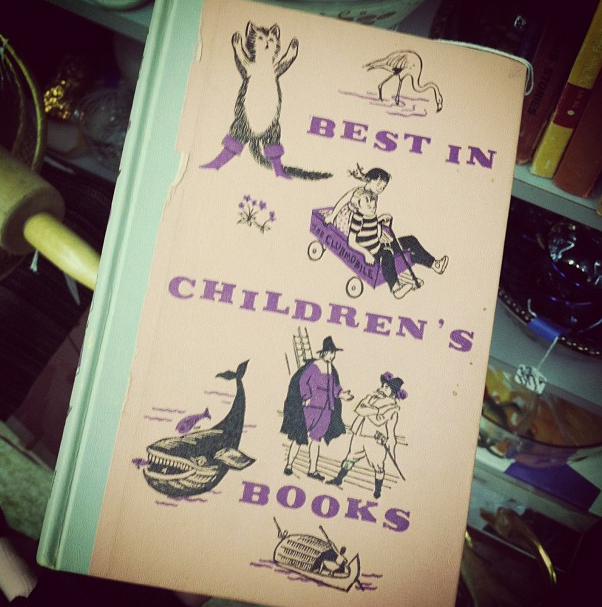 BEST IN
THE CLUBMOBILE
CHILDREN'S
BOOKS